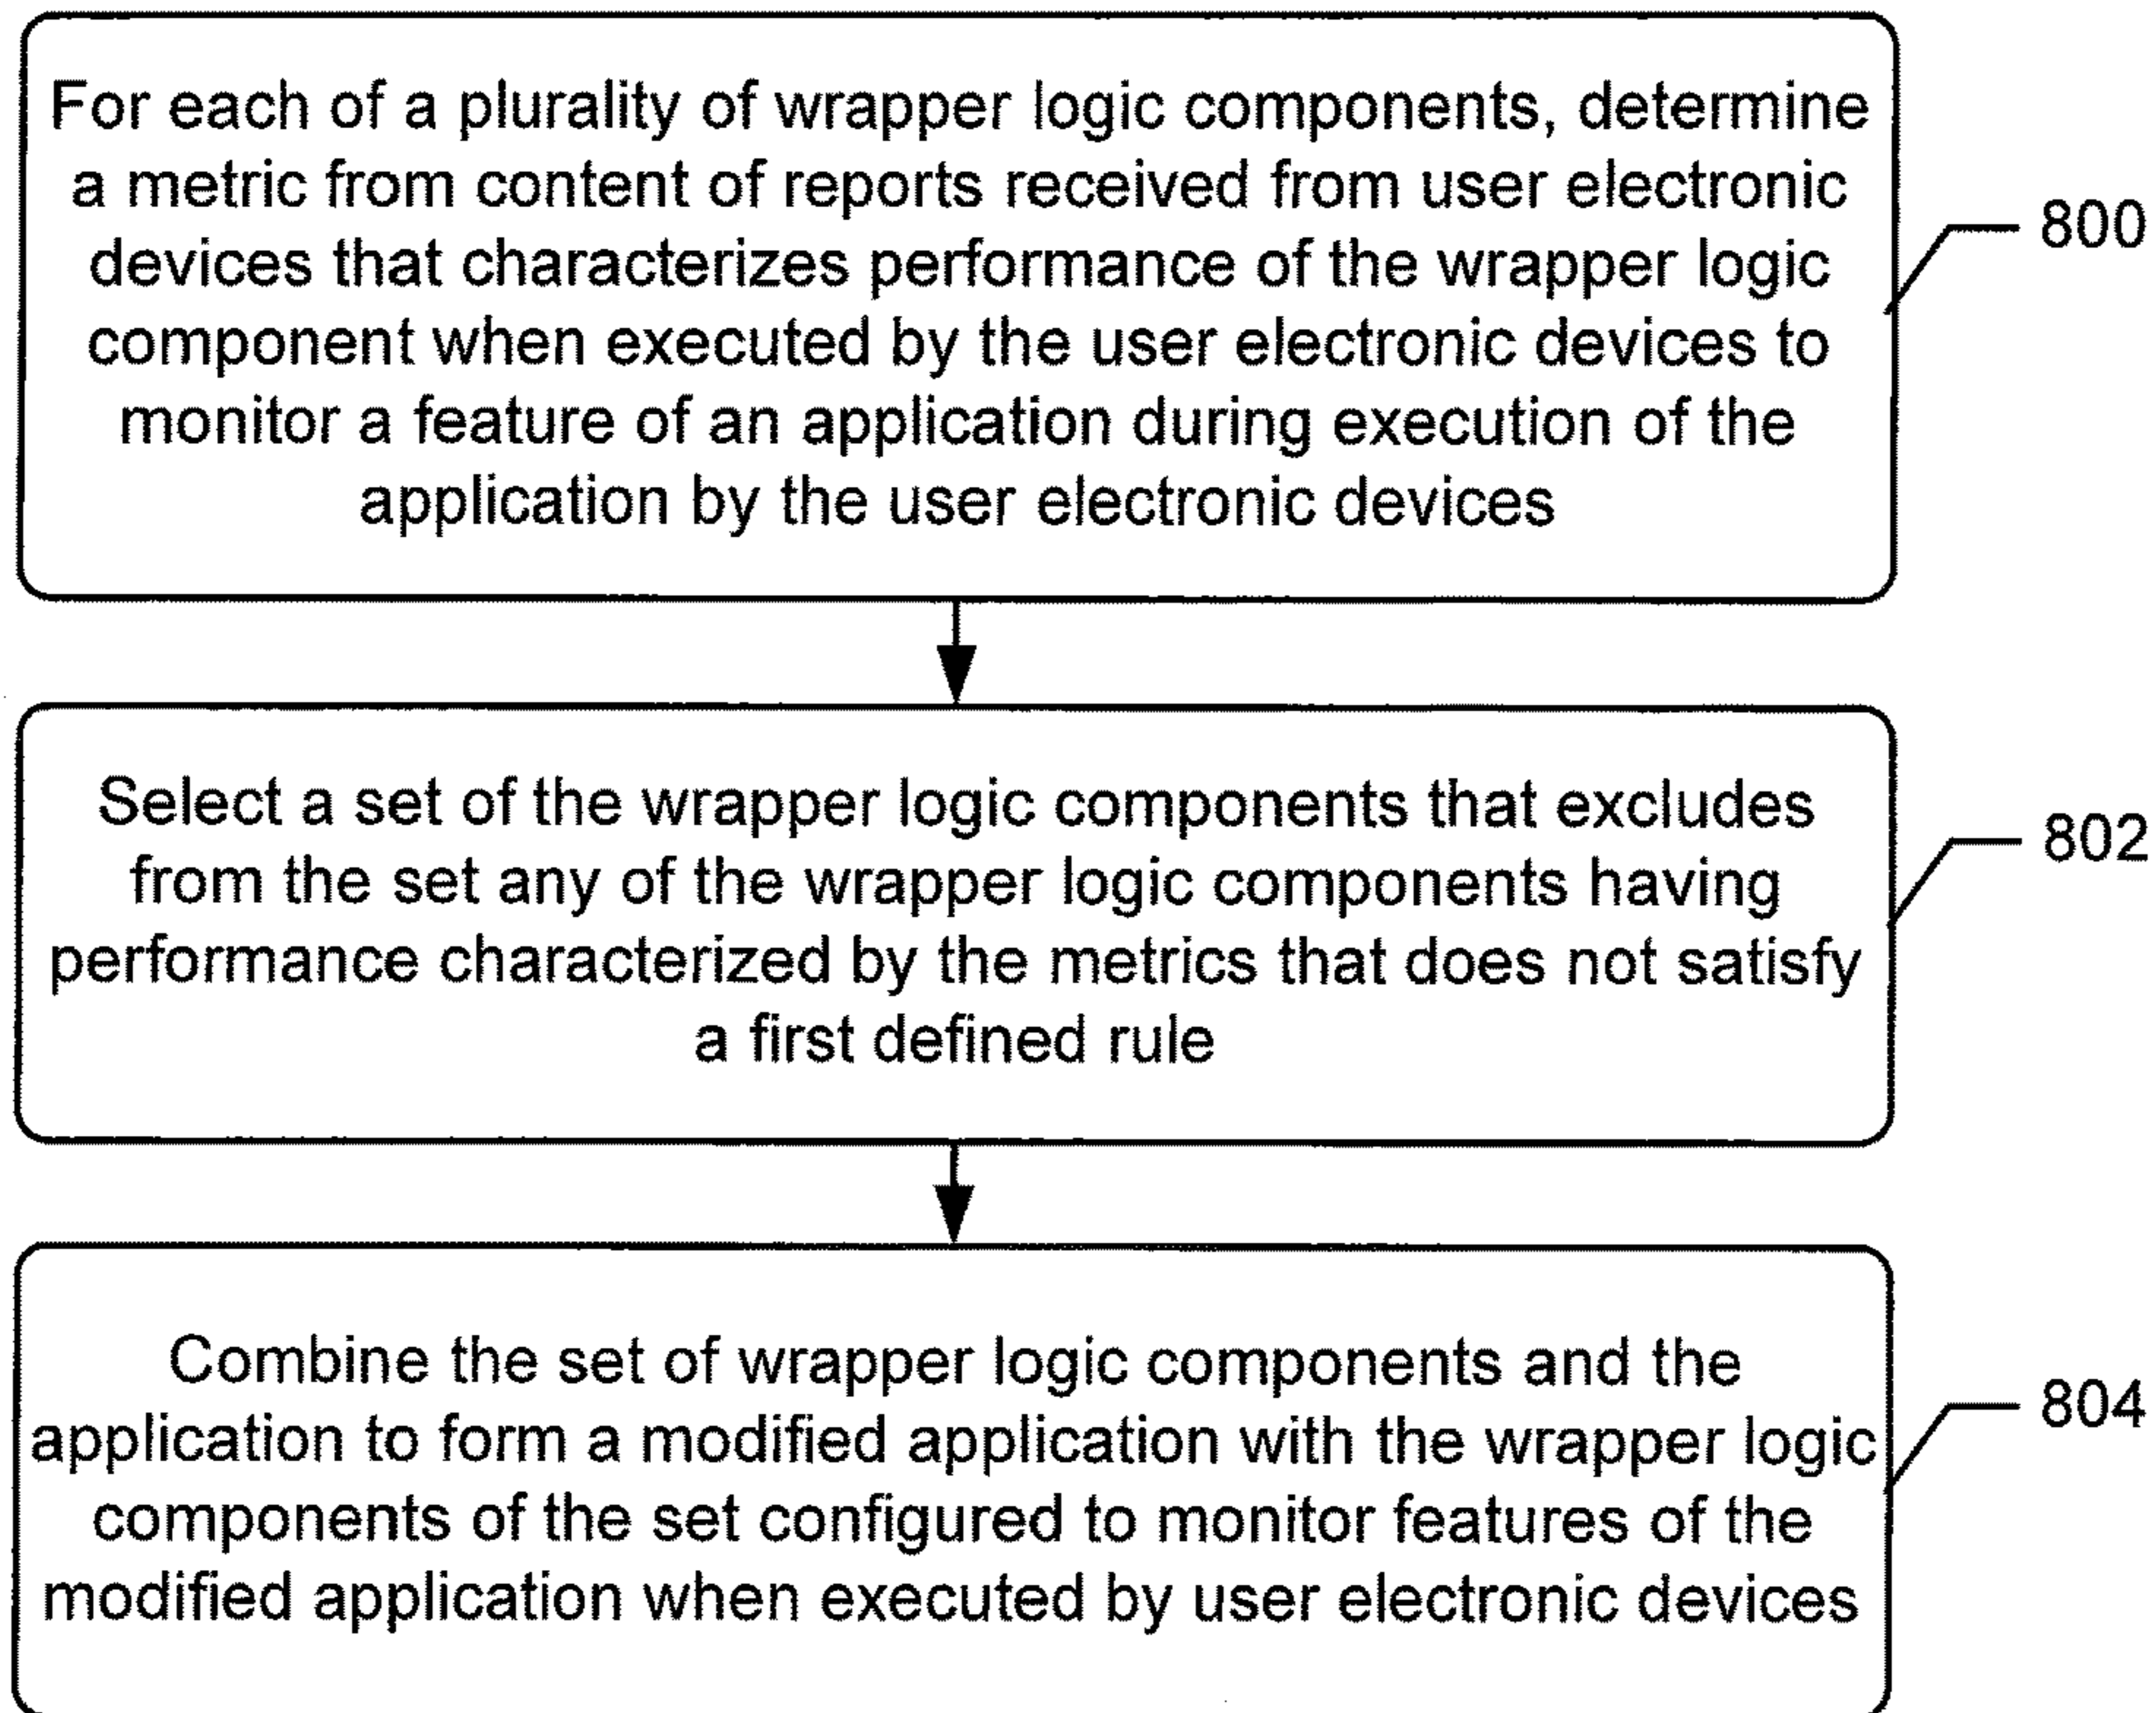 For each of a plurality of wrapper logic components, determine
a metric from content of reports received from user electronic
devices that characterizes performance of the wrapper logic
component when executed by the user electronic devices to
monitor a feature of an application during execution of the
application by the user electronic devices
800
Select a set of the wrapper logic components that excludes
from the set any of the wrapper logic components having
performance characterized by the metrics that does not satisfy
a first defined rule
802
Combine the set of wrapper logic components and the
application to form a modified application with the wrapper logic
components of the set configured to monitor features of the
modified application when executed by user electronic devices
804